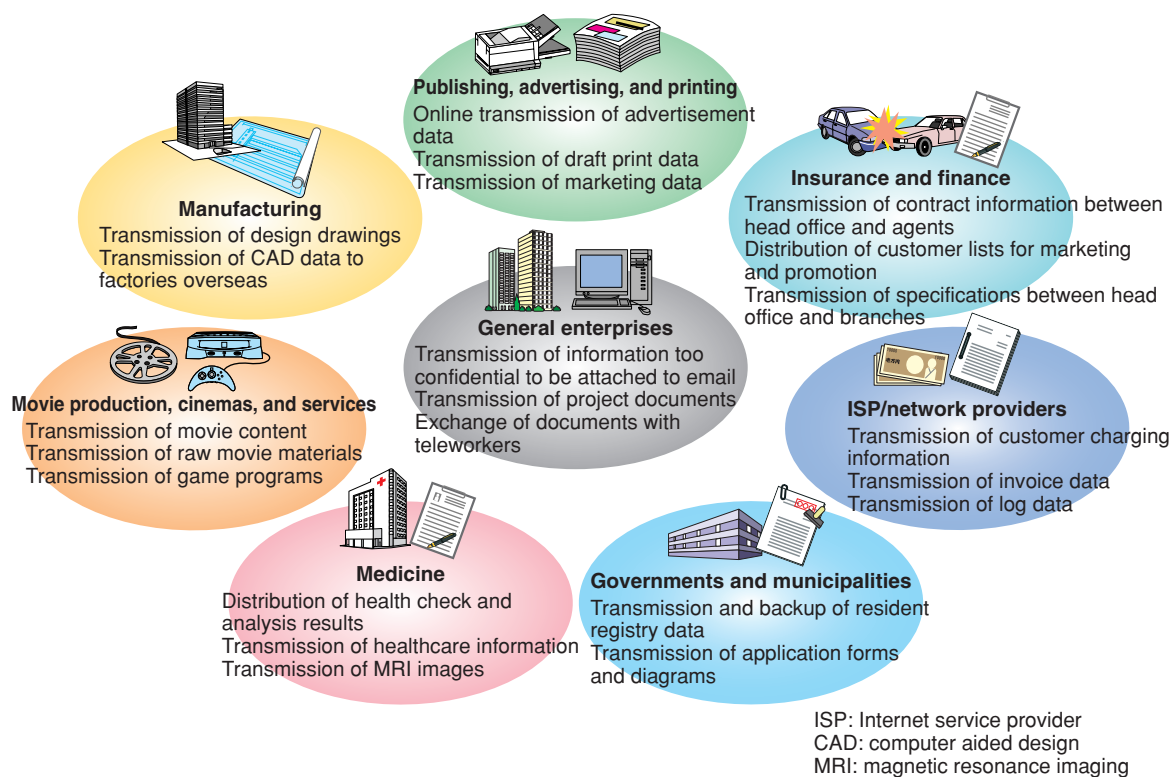 Publishing, advertising, and printing
Online transmission of advertisement
data
Transmission of draft print data
Transmission of marketing data
Manufacturing
Transmission of design drawings
Transmission of CAD data to
factories overseas
Insurance and finance
Transmission of contract information between
head office and agents
Distribution of customer lists for marketing
and promotion
Transmission of specifications between head
office and branches
General enterprises
Transmission of information too
confidential to be attached to email
Transmission of project documents
Exchange of documents with
teleworkers
Movie production, cinemas, and services
Transmission of movie content
Transmission of raw movie materials
Transmission of game programs
ISP/network providers
Transmission of customer charging
information
Transmission of invoice data
Transmission of log data
Medicine
Distribution of health check and
analysis results
Transmission of healthcare information
Transmission of MRI images
Governments and municipalities
Transmission and backup of resident
registry data
Transmission of application forms
and diagrams
ISP: Internet service provider
CAD: computer aided design
MRI: magnetic resonance imaging